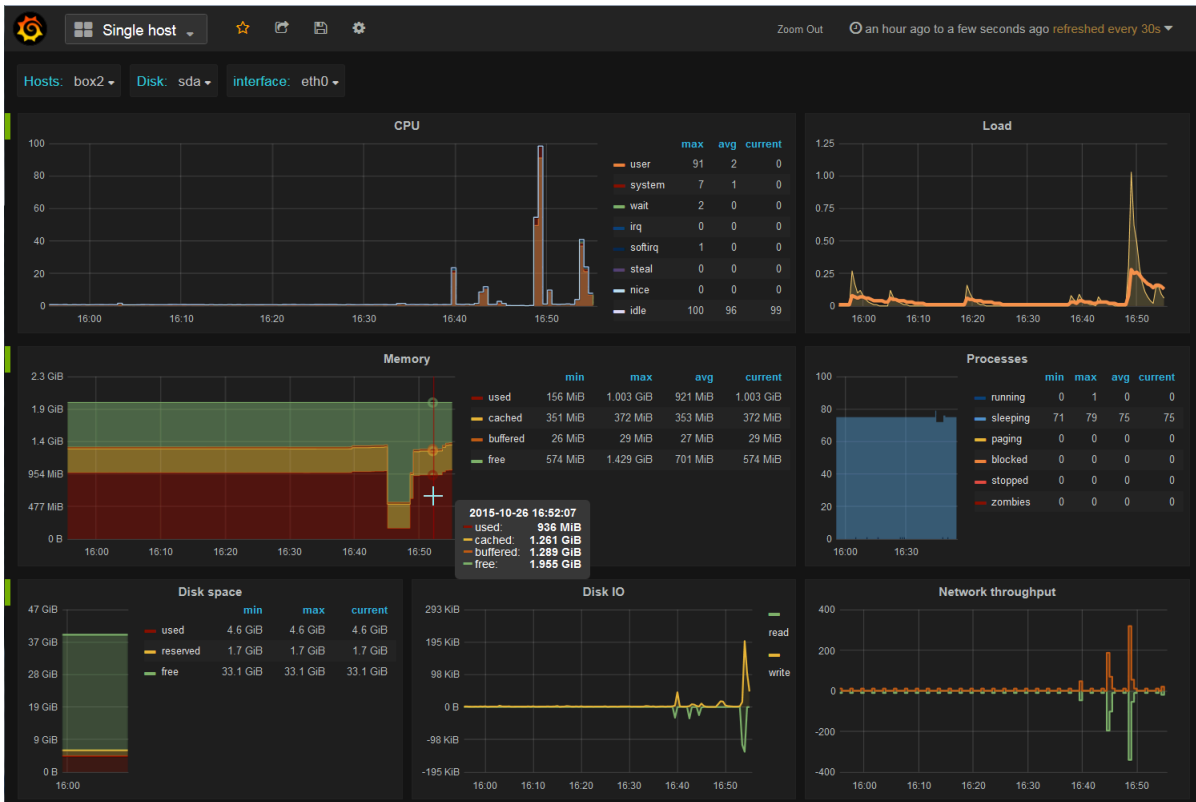 Single host
Zoom Out
an hour ago to a few seconds ago refreshed every 30s
Hosts: box2 Disk: sda interface: eth0
CPU
100
80
60
40
20
0
16:00 16:10 16:20 16:30 16:40 16:50
max avg current
user 91 2 0
system 7 1 0
wait 2 0 0
irq 0 0 0
softirq 1 0 0
steal 0 0 0
nice 0 0 0
idle 100 96 99
Load
1.25
1.00
0.75
0.50
0.25
0
16:00 16:10 16:20 16:30 16:40 16:50
Memory
2.3 GiB
1.9 GiB
1.4 GiB
954 MiB
477 MiB
0 B
16:00 16:10 16:20 16:30 16:40 16:50
min max avg current
used 156 MiB 1.003 GiB 921 MiB 1.003 GiB
cached 351 MiB 372 MiB 353 MiB 372 MiB
buffered 26 MiB 29 MiB 27 MiB 29 MiB
free 574 MiB 1.429 GiB 701 MiB 574 MiB
2015-10-26 16:52:07
used: 936 MiB
cached: 1.261 GiB
buffered: 1.289 GiB
free: 1.955 GiB
Processes
100
80
60
40
20
0
16:00 16:30
min max avg current
running 0 1 0 0
sleeping 71 79 75 75
paging 0 0 0 0
blocked 0 0 0 0
stopped 0 0 0 0
zombies 0 0 0 0
Disk space
47 GiB
37 GiB
28 GiB
19 GiB
9 GiB
0 B
16:00
min max current
used 4.6 GiB 4.6 GiB 4.6 GiB
reserved 1.7 GiB 1.7 GiB 1.7 GiB
free 33.1 GiB 33.1 GiB 33.1 GiB
Disk IO
293 KiB
195 KiB
98 KiB
0 B
-98 KiB
-195 KiB
16:00 16:10 16:20 16:30 16:40 16:50
read
write
Network throughput
400
200
0
-200
-400
16:00 16:10 16:20 16:30 16:40 16:50